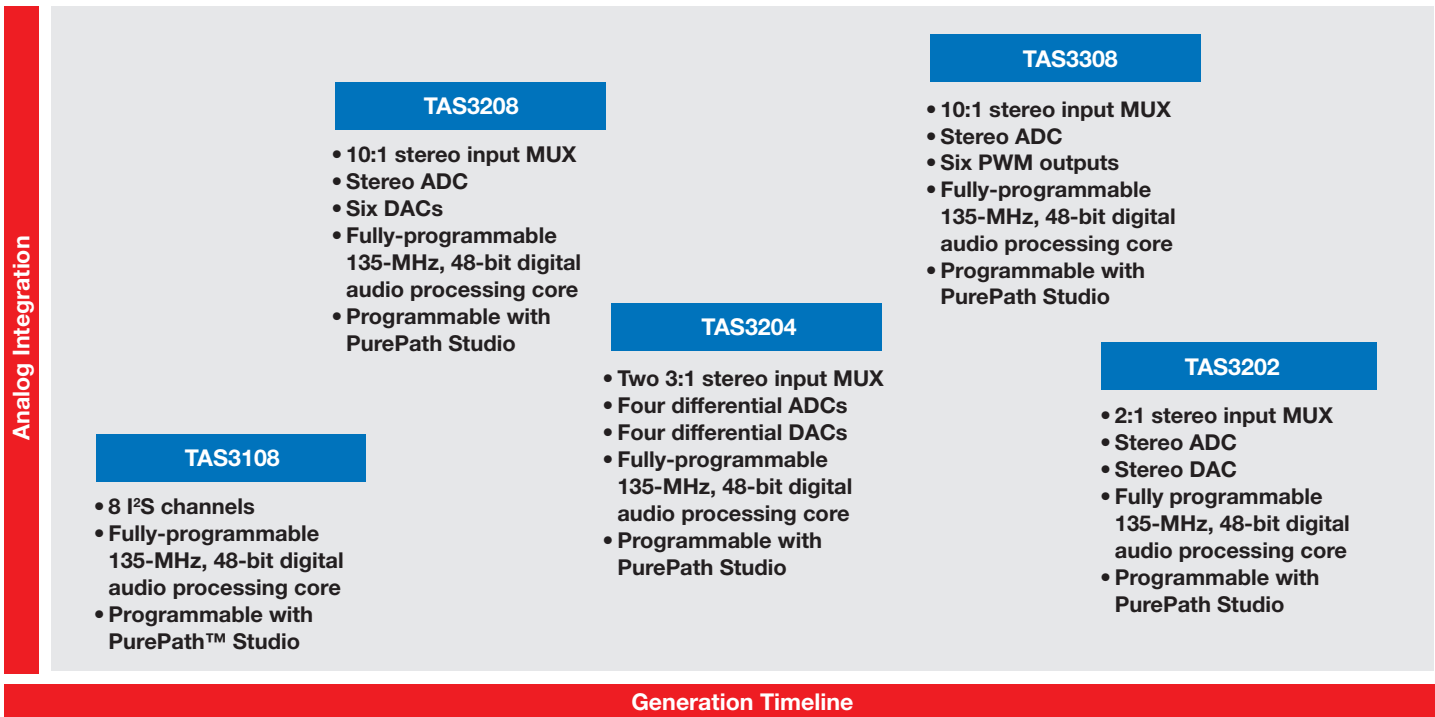 Analog Integration
TAS3108
• 8 I²S channels
• Fully-programmable
135-MHz, 48-bit digital
audio processing core
• Programmable with
PurePath™ Studio
TAS3208
• 10:1 stereo input MUX
• Stereo ADC
• Six DACs
• Fully-programmable
135-MHz, 48-bit digital
audio processing core
• Programmable with
PurePath Studio
TAS3204
• Two 3:1 stereo input MUX
• Four differential ADCs
• Four differential DACs
• Fully-programmable
135-MHz, 48-bit digital
audio processing core
• Programmable with
PurePath Studio
TAS3308
• 10:1 stereo input MUX
• Stereo ADC
• Six PWM outputs
• Fully-programmable
135-MHz, 48-bit digital
audio processing core
• Programmable with
PurePath Studio
TAS3202
• 2:1 stereo input MUX
• Stereo ADC
• Stereo DAC
• Fully programmable
135-MHz, 48-bit digital
audio processing core
• Programmable with
PurePath Studio
Generation Timeline